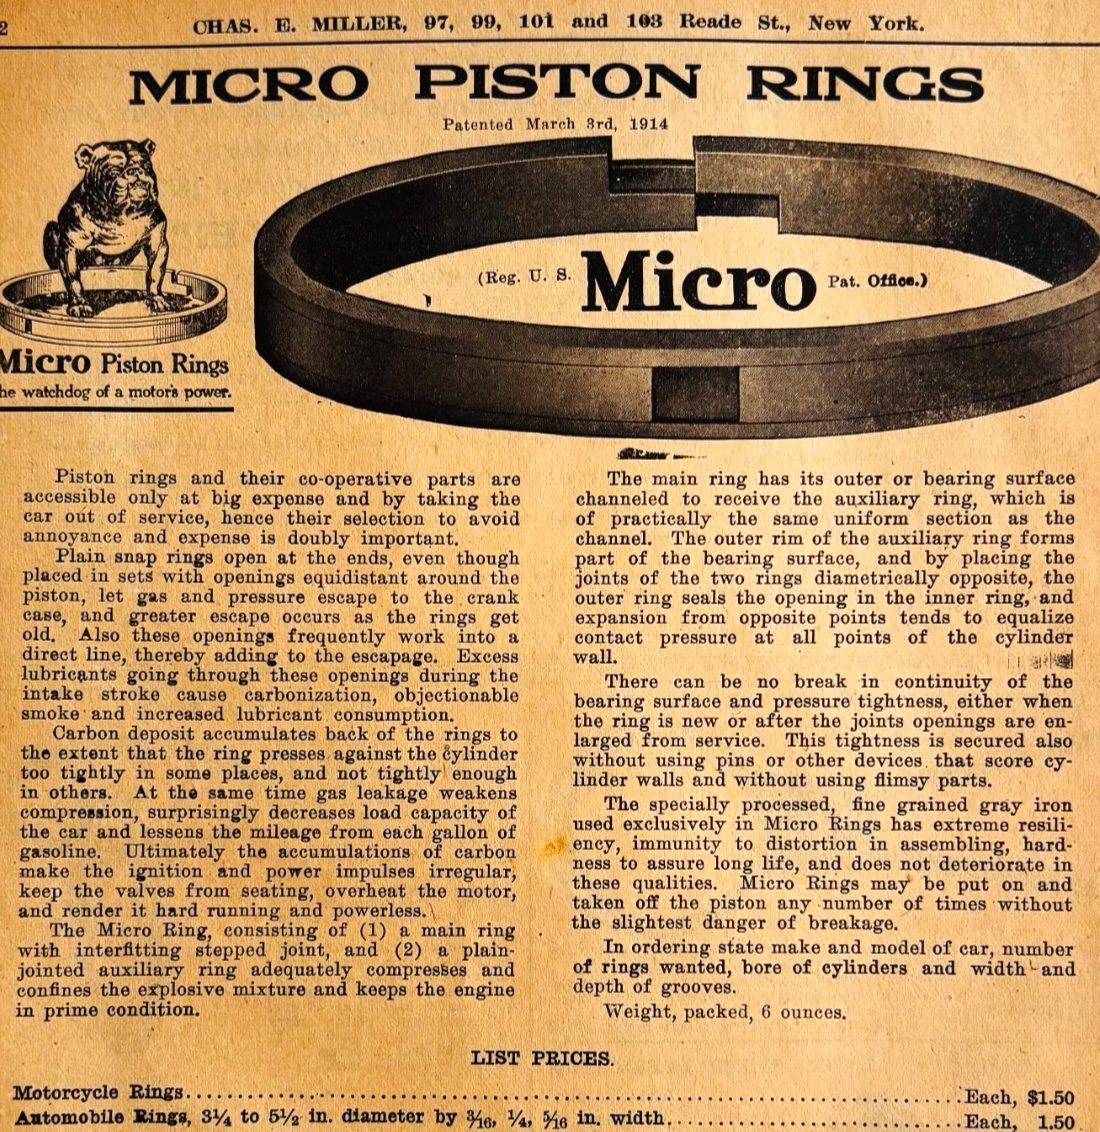 2
CHAS. E. MILLER, 97, 99, 101 and 103 Reade St., New York.
MICRO PISTON RINGS
Patented March 3rd, 1914
(Reg. U. S. Micro Pat. Office.)
Micro Piston Rings
he watchdog of a motor's power.
Piston rings and their co-operative parts are
accessible only at big expense and by taking the
car out of service, hence their selection to avoid
annoyance and expense is doubly important.
Plain snap rings open at the ends, even though
placed in sets with openings equidistant around the
piston, let gas and pressure escape to the crank
case, and greater escape occurs as the rings get
old. Also these openings frequently work into a
direct line, thereby adding to the escapage. Excess
lubricants going through these openings during the
intake stroke cause carbonization, objectionable
smoke and increased lubricant consumption.
Carbon deposit accumulates back of the rings to
the extent that the ring presses against the cylinder
too tightly in some places, and not tightly enough
in others. At the same time gas leakage weakens
compression, surprisingly decreases load capacity of
the car and lessens the mileage from each gallon of
gasoline. Ultimately the accumulations of carbon
make the ignition and power impulses irregular,
keep the valves from seating, overheat the motor,
and render it hard running and powerless.
The Micro Ring, consisting of (1) a main ring
with interfitting stepped joint, and (2) a plain-
jointed auxiliary ring adequately compresses and
confines the explosive mixture and keeps the engine
in prime condition.
The main ring has its outer or bearing surface
channeled to receive the auxiliary ring, which is
of practically the same uniform section as the
channel. The outer rim of the auxiliary ring forms
part of the bearing surface, and by placing the
joints of the two rings diametrically opposite, the
outer ring seals the opening in the inner ring, and
expansion from opposite points tends to equalize
contact pressure at all points of the cylinder
wall.
There can be no break in continuity of the
bearing surface and pressure tightness, either when
the ring is new or after the joints openings are en-
larged from service. This tightness is secured also
without using pins or other devices that score cy-
linder walls and without using flimsy parts.
The specially processed, fine grained gray iron
used exclusively in Micro Rings has extreme resili-
ency, immunity to distortion in assembling, hard-
ness to assure long life, and does not deteriorate in
these qualities. Micro Rings may be put on and
taken off the piston any number of times without
the slightest danger of breakage.
In ordering state make and model of car, number
of rings wanted, bore of cylinders and width and
depth of grooves.
Weight, packed, 6 ounces.
LIST PRICES.
Motorcycle Rings....................Each, $1.50
Automobile Rings, 3¼ to 5½ in. diameter by 3/16, ¼, 5/16 in. width....................Each, 1.50